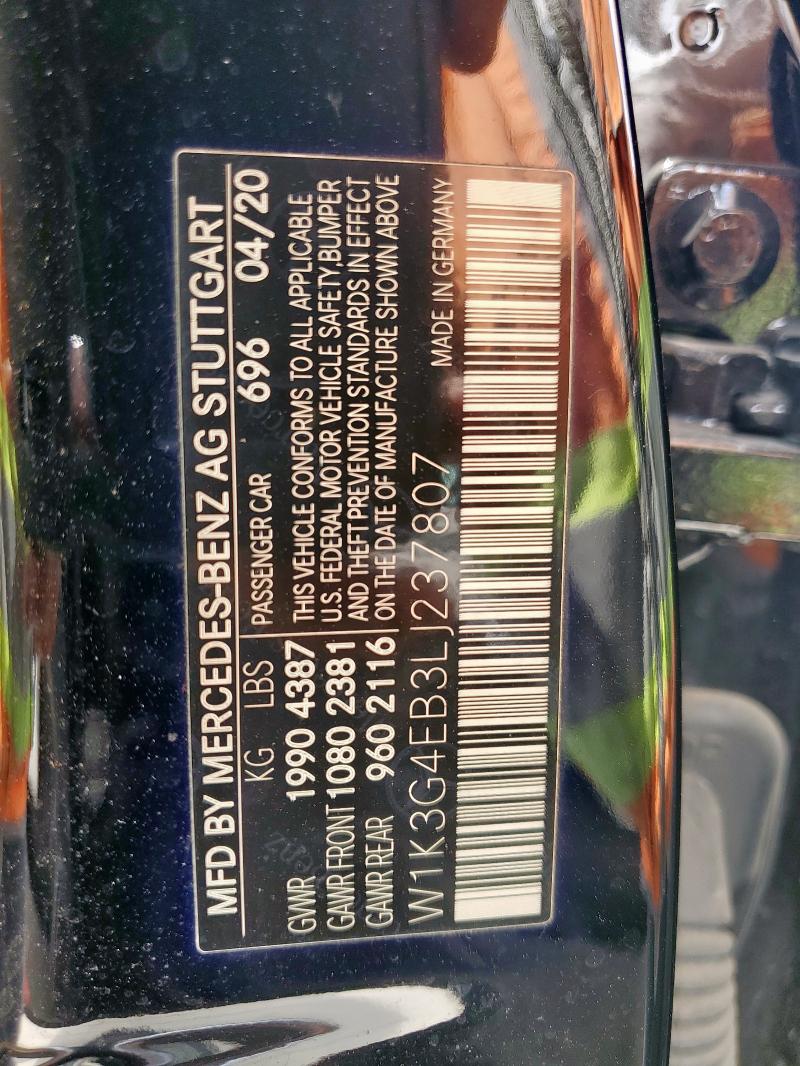 MFD BY MERCEDES-BENZ AG STUTTGART
KG LBS PASSENGER CAR 696 04/20
GVWR 1990 4387
GAWR FRONT 1080 2381
GAWR REAR 960 2116
THIS VEHICLE CONFORMS TO ALL APPLICABLE
U.S. FEDERAL MOTOR VEHICLE SAFETY,BUMPER
AND THEFT PREVENTION STANDARDS IN EFFECT
ON THE DATE OF MANUFACTURE SHOWN ABOVE
W1K3G4EB3LJ237807 MADE IN GERMANY